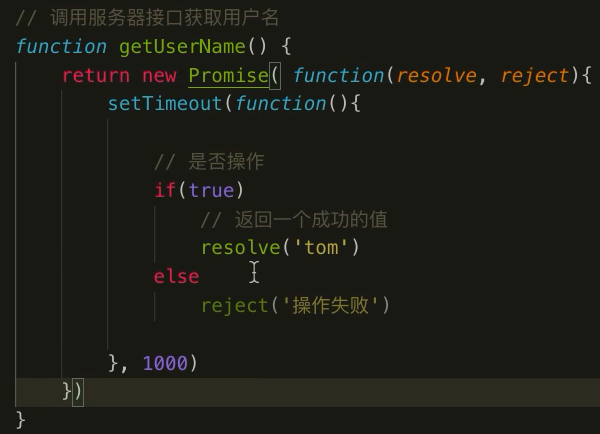 // 调用服务器接口获取用户名
function getUserName() {
    return new Promise( function(resolve, reject){
        setTimeout(function(){
            // 是否操作
            if(true)
                // 返回一个成功的值
                resolve('tom')
            else
                reject('操作失败')
        }, 1000)
    })
}